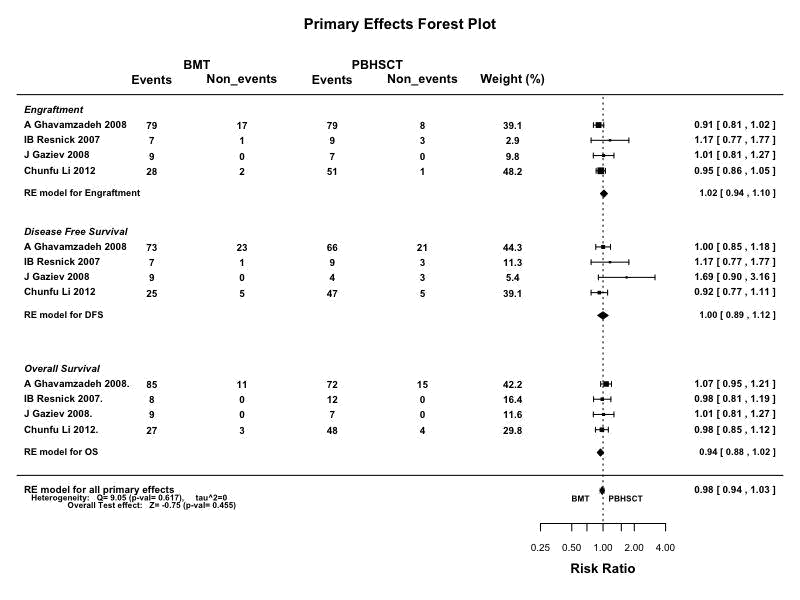 Primary Effects Forest Plot
BMT PBHSCT
Events Non_events Events Non_events Weight (%)
Engraftment
A Ghavamzadeh 2008 79 17 79 8 39.1 0.91 [ 0.81 , 1.02 ]
IB Resnick 2007 7 1 9 3 2.9 1.17 [ 0.77 , 1.77 ]
J Gaziev 2008 9 0 7 0 9.8 1.01 [ 0.81 , 1.27 ]
Chunfu Li 2012 28 2 51 1 48.2 0.95 [ 0.86 , 1.05 ]
RE model for Engraftment 1.02 [ 0.94 , 1.10 ]
Disease Free Survival
A Ghavamzadeh 2008 73 23 66 21 44.3 1.00 [ 0.85 , 1.18 ]
IB Resnick 2007 7 1 9 3 11.3 1.17 [ 0.77 , 1.77 ]
J Gaziev 2008 9 0 4 3 5.4 1.69 [ 0.90 , 3.16 ]
Chunfu Li 2012 25 5 47 5 39.1 0.92 [ 0.77 , 1.11 ]
RE model for DFS 1.00 [ 0.89 , 1.12 ]
Overall Survival
A Ghavamzadeh 2008. 85 11 72 15 42.2 1.07 [ 0.95 , 1.21 ]
IB Resnick 2007. 8 0 12 0 16.4 0.98 [ 0.81 , 1.19 ]
J Gaziev 2008. 9 0 7 0 11.6 1.01 [ 0.81 , 1.27 ]
Chunfu Li 2012. 27 3 48 4 29.8 0.98 [ 0.85 , 1.12 ]
RE model for OS 0.94 [ 0.88 , 1.02 ]
RE model for all primary effects 0.98 [ 0.94 , 1.03 ]
Heterogeneity: Q= 9.05 (p-val= 0.617), tau^2=0 BMT PBHSCT
Overall Test effect: Z= -0.75 (p-val= 0.455)
0.25 0.50 1.00 2.00 4.00
Risk Ratio